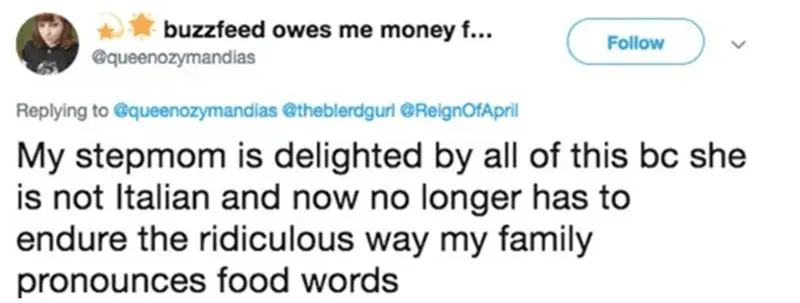 buzzfeed owes me money f...
@queenozymandias
Follow
Replying to @queenozymandias @theblerdgurl @ReignOfApril
My stepmom is delighted by all of this bc she
is not Italian and now no longer has to
endure the ridiculous way my family
pronounces food words